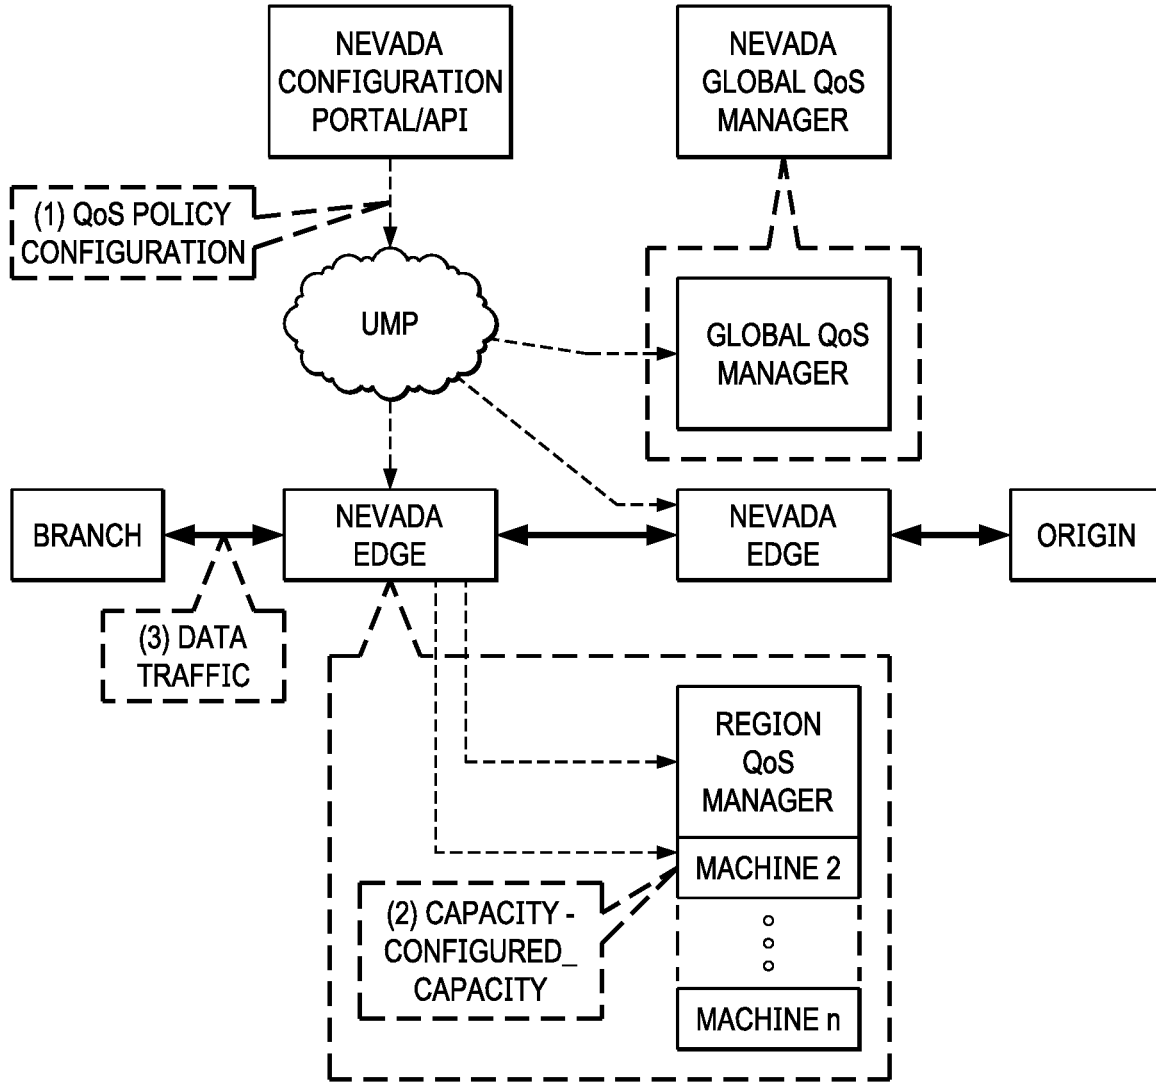 NEVADA
CONFIGURATION
PORTAL/API
NEVADA
GLOBAL QoS
MANAGER
(1) QoS POLICY
CONFIGURATION
UMP
GLOBAL QoS
MANAGER
BRANCH
NEVADA
EDGE
NEVADA
EDGE
ORIGIN
(3) DATA
TRAFFIC
REGION
QoS
MANAGER
MACHINE 2
(2) CAPACITY -
CONFIGURED_
CAPACITY
MACHINE n